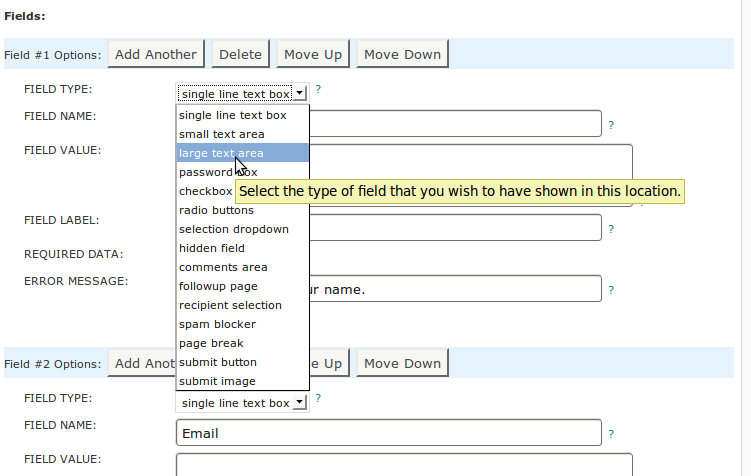 Fields:
Field #1 Options: Add Another Delete Move Up Move Down
FIELD TYPE: single line text box ?
single line text box
FIELD NAME: ?
small text area
large text area
FIELD VALUE:
password box
checkbox
Select the type of field that you wish to have shown in this location.
radio buttons
FIELD LABEL: ?
selection dropdown
hidden field
REQUIRED DATA:
comments area
ERROR MESSAGE: ur name. ?
followup page
recipient selection
spam blocker
page break
Field #2 Options: Add Anot e Up Move Down
submit button
submit image
FIELD TYPE: single line text box ?
FIELD NAME: Email ?
FIELD VALUE: